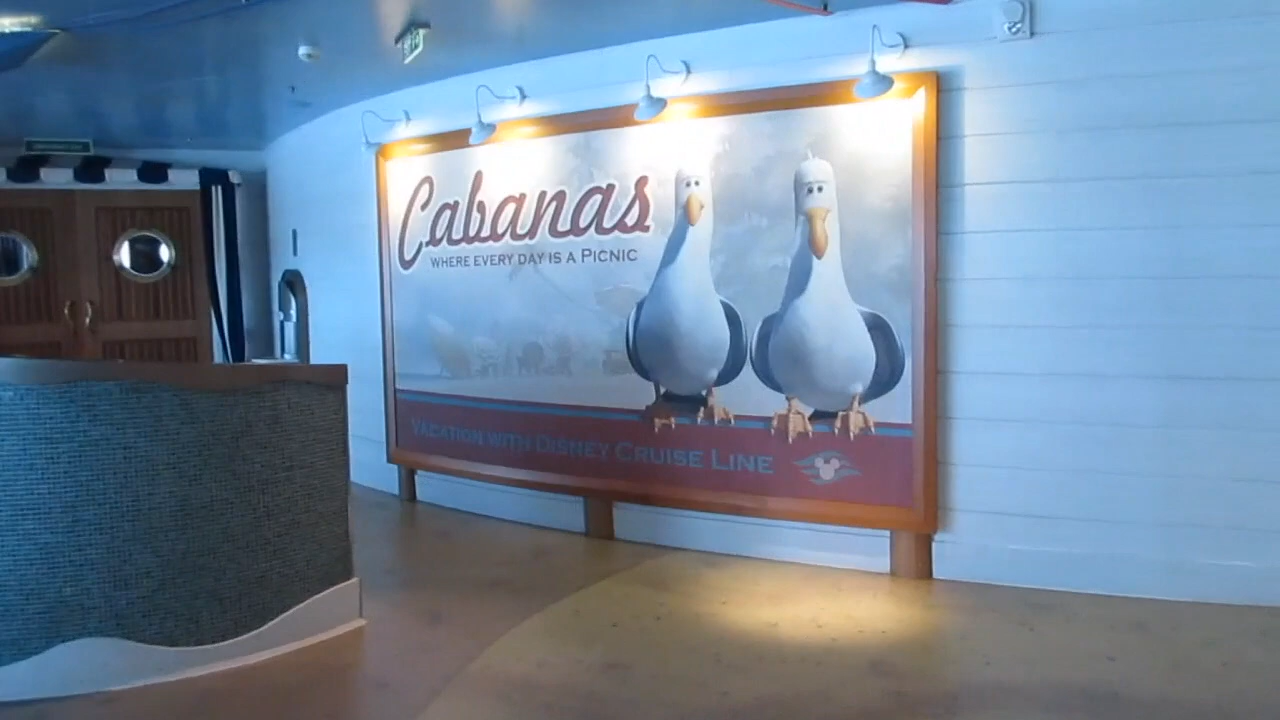 Cabanas
WHERE EVERY DAY IS A PICNIC
VACATION WITH DISNEY CRUISE LINE